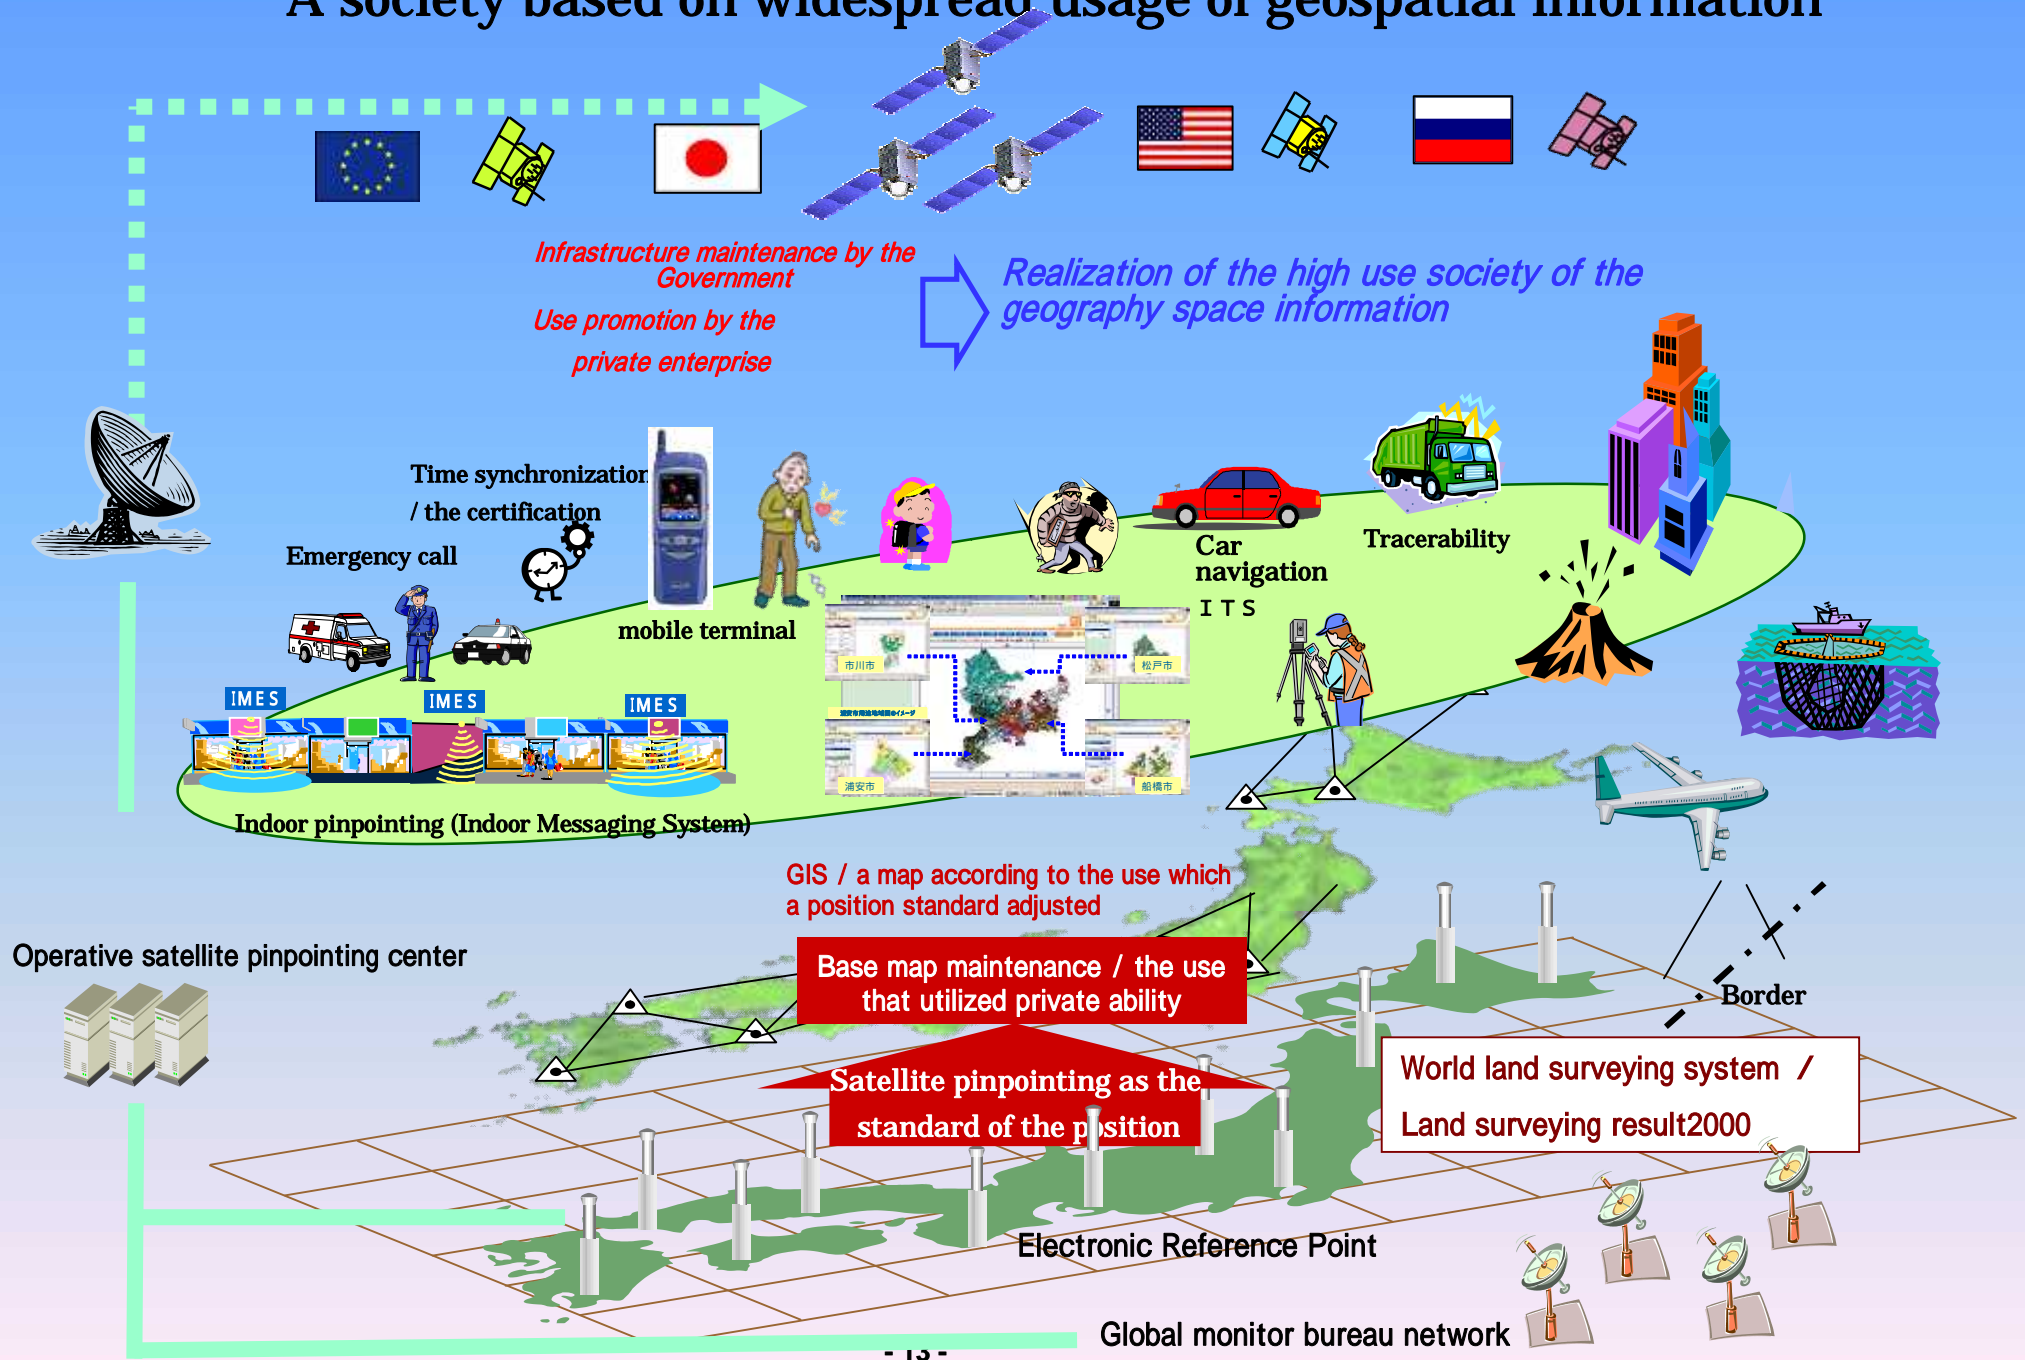 A society based on widespread usage of geospatial information
Infrastructure maintenance by the
Government
Use promotion by the
private enterprise
Realization of the high use society of the
geography space information
Time synchronization
/ the certification
Emergency call
mobile terminal
Car
navigation
ITS
Tracerability
IMES
IMES
IMES
市川市
松戸市
浦安市
船橋市
Indoor pinpointing (Indoor Messaging System)
GIS / a map according to the use which
a position standard adjusted
Operative satellite pinpointing center
Base map maintenance / the use
that utilized private ability
Border
Satellite pinpointing as the
standard of the position
World land surveying system /
Land surveying result2000
Electronic Reference Point
Global monitor bureau network
- 13 -